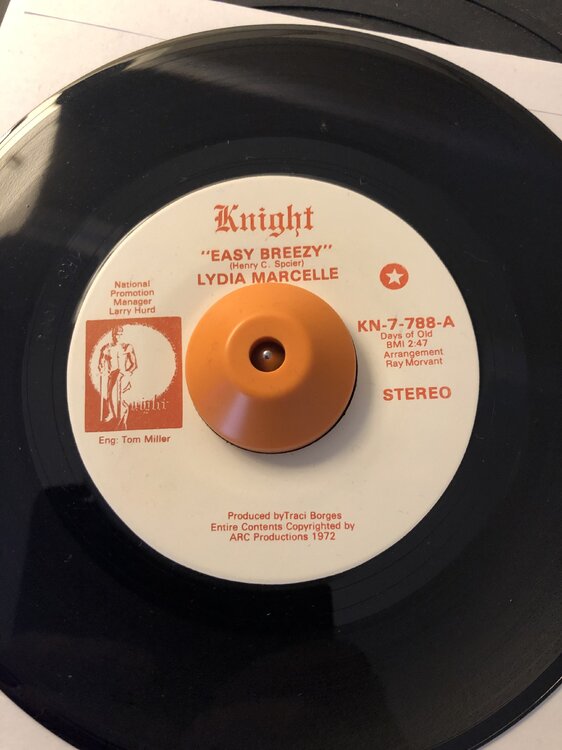 Knight
"EASY BREEZY"
(Henry C. Spcier)
LYDIA MARCELLE
National
Promotion
Manager
Larry Hurd
Knight
Eng: Tom Miller
KN-7-788-A
Days of Old
BMI 2:47
Arrangement
Ray Morvant
STEREO
Produced byTraci Borges
Entire Contents Copyrighted by
ARC Productions 1972